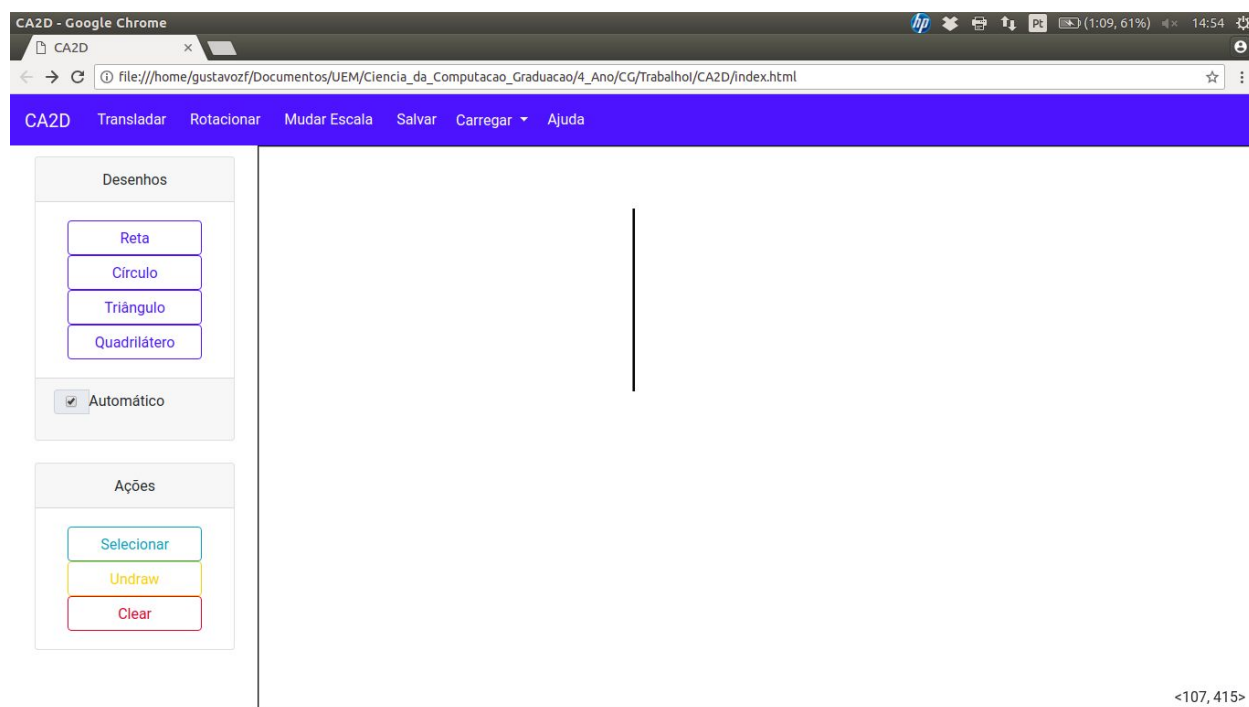 CA2D - Google Chrome
hp Pt (1:09, 61%) 14:54
CA2D ×
file:///home/gustavozf/Documentos/UEM/Ciencia_da_Computacao_Graduacao/4_Ano/CG/TrabalhoI/CA2D/index.html
CA2D Transladar Rotacionar Mudar Escala Salvar Carregar Ajuda
Desenhos
Reta
Círculo
Triângulo
Quadrilátero
Automático
Ações
Selecionar
Undraw
Clear
<107, 415>